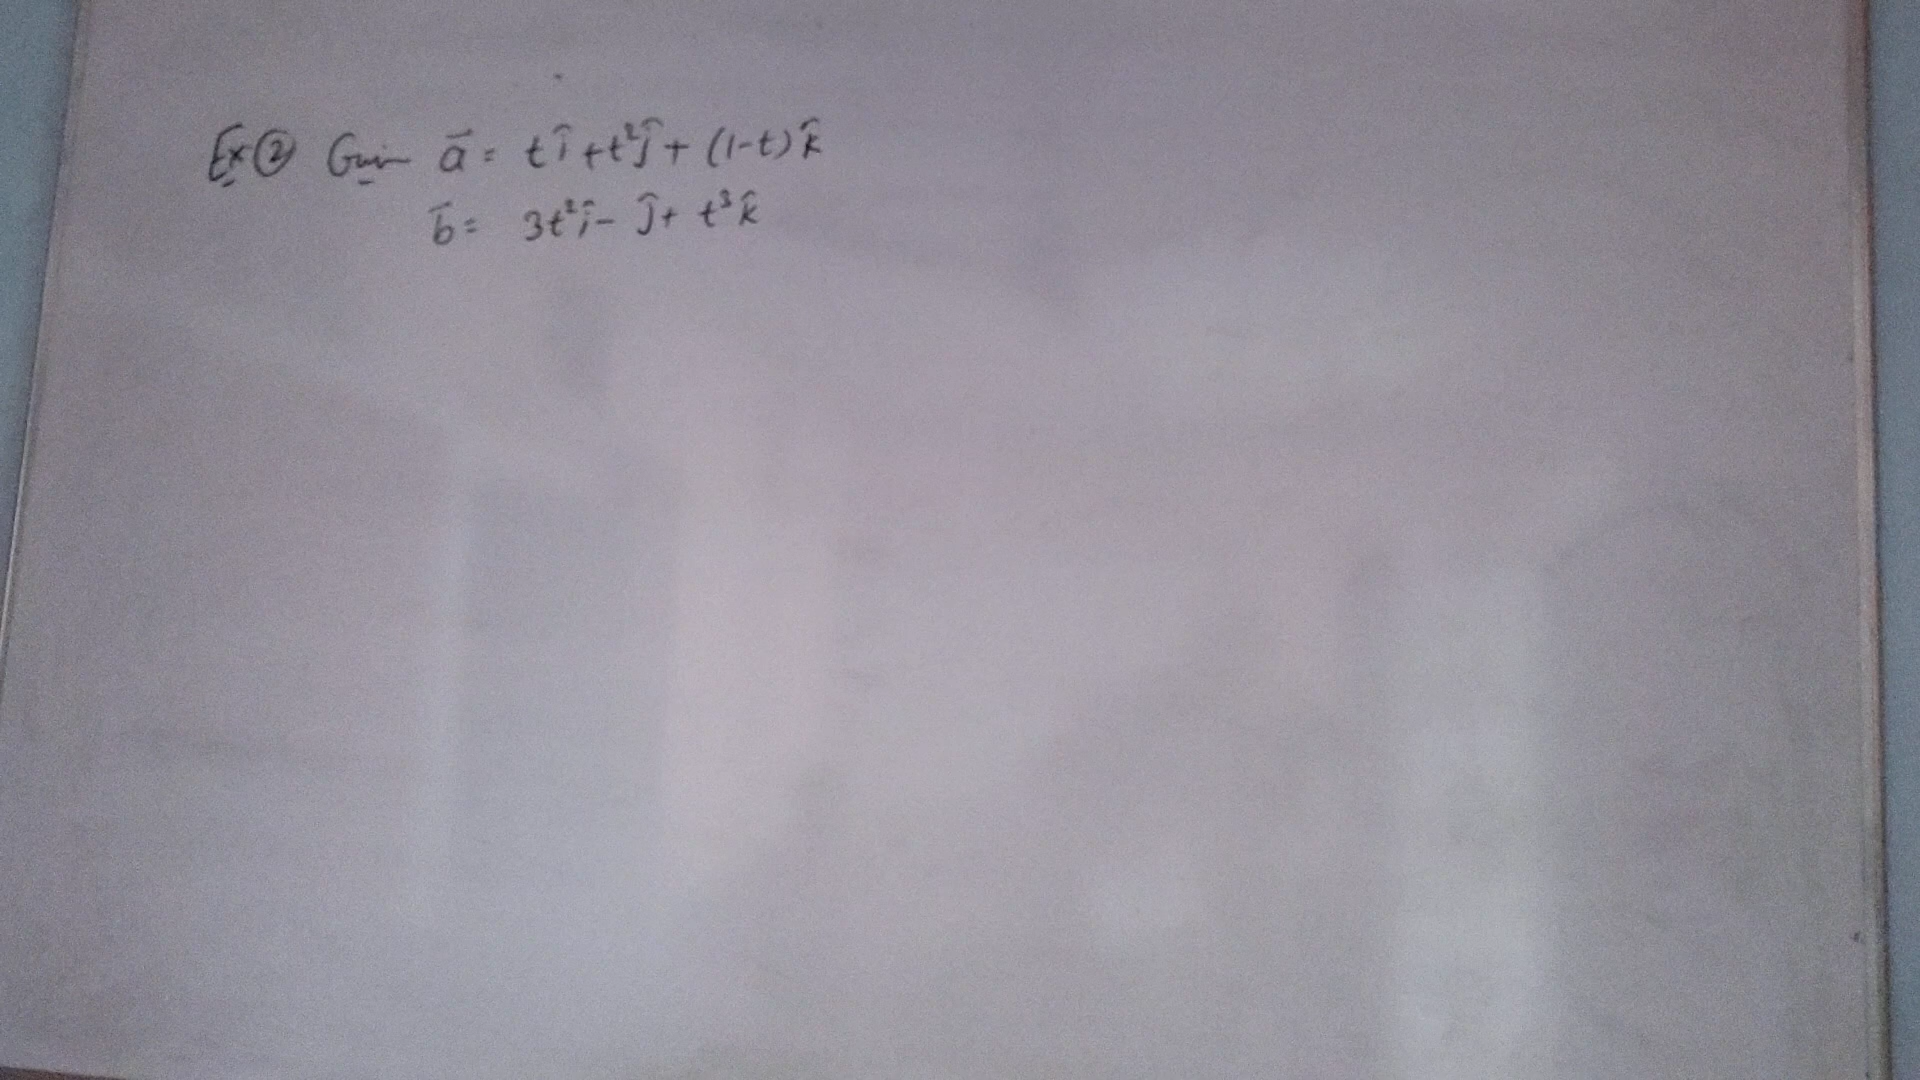 Ex② Given a̅ = t î + t² ĵ + (1-t) k̂
b̅ = 3t² î - ĵ + t³ k̂